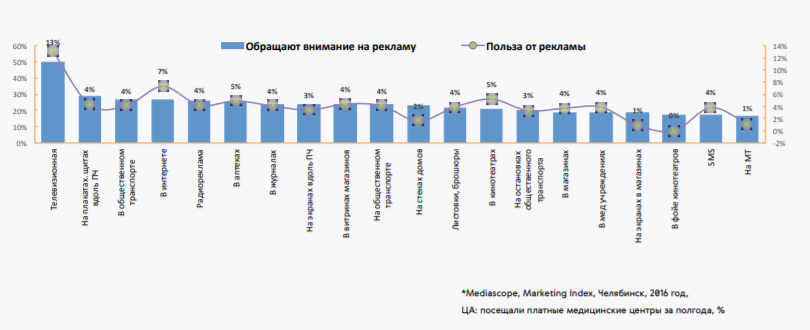 Обращают внимание на рекламу
Польза от рекламы
60%
50%
40%
30%
20%
10%
0%
14%
12%
10%
8%
6%
4%
2%
0%
-2%
13%
4%
4%
7%
4%
5%
4%
3%
4%
4%
2%
4%
5%
3%
4%
4%
1%
0%
4%
1%
Телевизионная
На плакатах, щитах
вдоль ПЧ
В общественном
транспорте
В интернете
Радиореклама
В аптеках
В журналах
На экранах вдоль ПЧ
В витринах магазинов
На общественном
транспорте
На стенах домов
Листовки, брошюры
В кинотеатрах
На остановках
общественного
транспорта
В магазинах
В мед учреждениях
На экранах в магазинах
В фойе кинотеатров
SMS
На МТ
*Mediascope, Marketing Index, Челябинск, 2016 год,
ЦА: посещали платные медицинские центры за полгода, %